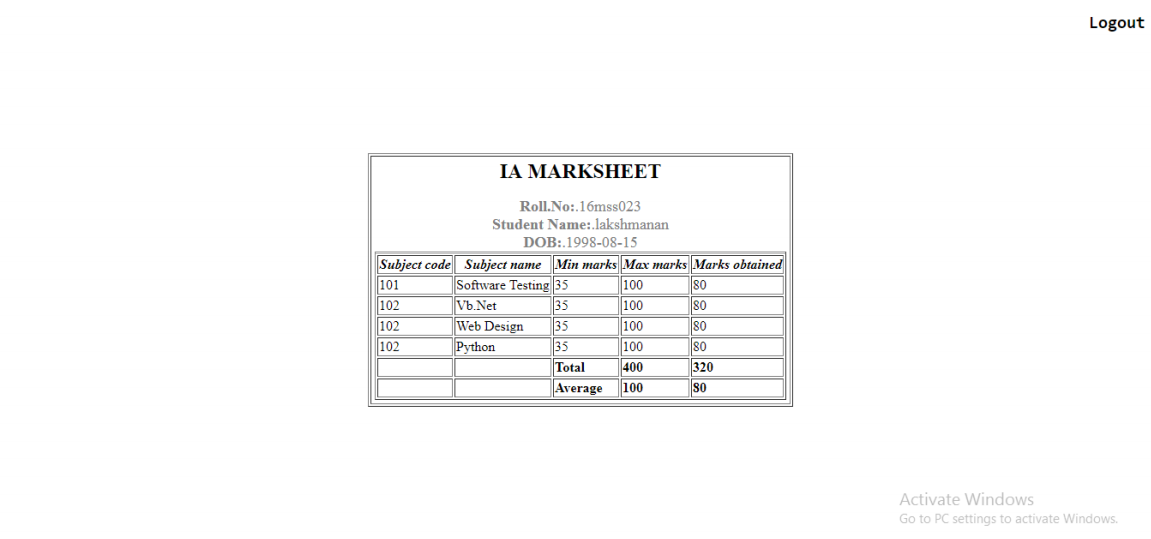 Logout
IA MARKSHEET
Roll.No:.16mss023
Student Name:.lakshmanan
DOB:.1998-08-15
Subject code Subject name Min marks Max marks Marks obtained
101 Software Testing 35 100 80
102 Vb.Net 35 100 80
102 Web Design 35 100 80
102 Python 35 100 80
Total 400 320
Average 100 80
Activate Windows
Go to PC settings to activate Windows.